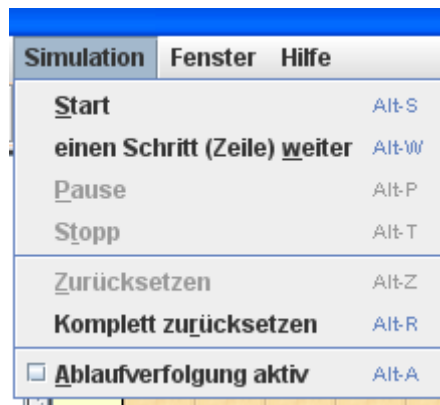 Simulation Fenster Hilfe
Start Alt-S
einen Schritt (Zeile) weiter Alt-W
Pause Alt-P
Stopp Alt-T
Zurücksetzen Alt-Z
Komplett zurücksetzen Alt-R
Ablaufverfolgung aktiv Alt-A